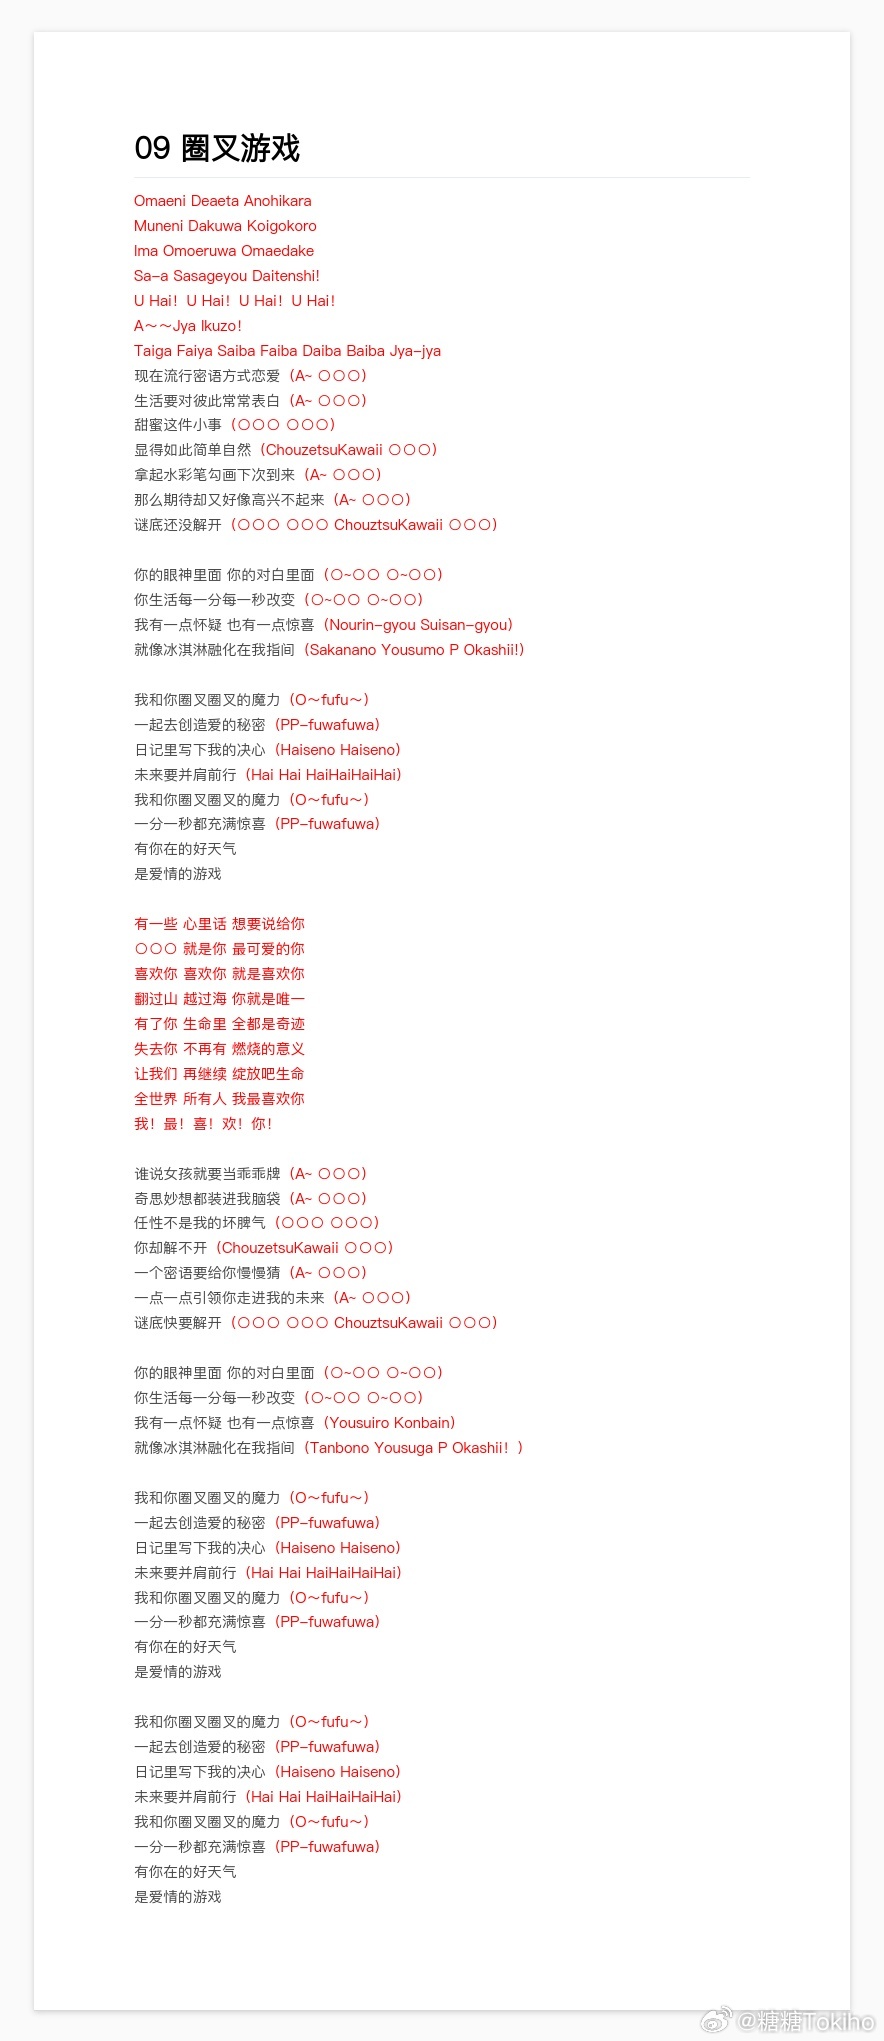 09 圈叉游戏
Omaeni Deaeta Anohikara
Muneni Dakuwa Koigokoro
Ima Omoeruwa Omaedake
Sa-a Sasageyou Daitenshi!
U Hai！U Hai！U Hai！U Hai！
A～～Jya Ikuzo！
Taiga Faiya Saiba Faiba Daiba Baiba Jya-jya
现在流行密语方式恋爱（A~ 〇〇〇）
生活要对彼此常常表白（A~ 〇〇〇）
甜蜜这件小事（〇〇〇 〇〇〇）
显得如此简单自然（ChouzetsuKawaii 〇〇〇）
拿起水彩笔勾画下次到来（A~ 〇〇〇）
那么期待却又好像高兴不起来（A~ 〇〇〇）
谜底还没解开（〇〇〇 〇〇〇 ChouztsuKawaii 〇〇〇）
你的眼神里面 你的对白里面（〇~〇〇 〇~〇〇）
你生活每一分每一秒改变（〇~〇〇 〇~〇〇）
我有一点怀疑 也有一点惊喜（Nourin-gyou Suisan-gyou）
就像冰淇淋融化在我指间（Sakanano Yousumo P Okashii!）
我和你圈叉圈叉的魔力（O～fufu～）
一起去创造爱的秘密（PP-fuwafuwa）
日记里写下我的决心（Haiseno Haiseno）
未来要并肩前行（Hai Hai HaiHaiHaiHai）
我和你圈叉圈叉的魔力（O～fufu～）
一分一秒都充满惊喜（PP-fuwafuwa）
有你在的好天气
是爱情的游戏
有一些 心里话 想要说给你
〇〇〇 就是你 最可爱的你
喜欢你 喜欢你 就是喜欢你
翻过山 越过海 你就是唯一
有了你 生命里 全都是奇迹
失去你 不再有 燃烧的意义
让我们 再继续 绽放吧生命
全世界 所有人 我最喜欢你
我！最！喜！欢！你！
谁说女孩就要当乖乖牌（A~ 〇〇〇）
奇思妙想都装进我脑袋（A~ 〇〇〇）
任性不是我的坏脾气（〇〇〇 〇〇〇）
你却解不开（ChouzetsuKawaii 〇〇〇）
一个密语要给你慢慢猜（A~ 〇〇〇）
一点一点引领你走进我的未来（A~ 〇〇〇）
谜底快要解开（〇〇〇 〇〇〇 ChouztsuKawaii 〇〇〇）
你的眼神里面 你的对白里面（〇~〇〇 〇~〇〇）
你生活每一分每一秒改变（〇~〇〇 〇~〇〇）
我有一点怀疑 也有一点惊喜（Yousuiro Konbain）
就像冰淇淋融化在我指间（Tanbono Yousuga P Okashii！）
我和你圈叉圈叉的魔力（O～fufu～）
一起去创造爱的秘密（PP-fuwafuwa）
日记里写下我的决心（Haiseno Haiseno）
未来要并肩前行（Hai Hai HaiHaiHaiHai）
我和你圈叉圈叉的魔力（O～fufu～）
一分一秒都充满惊喜（PP-fuwafuwa）
有你在的好天气
是爱情的游戏
我和你圈叉圈叉的魔力（O～fufu～）
一起去创造爱的秘密（PP-fuwafuwa）
日记里写下我的决心（Haiseno Haiseno）
未来要并肩前行（Hai Hai HaiHaiHaiHai）
我和你圈叉圈叉的魔力（O～fufu～）
一分一秒都充满惊喜（PP-fuwafuwa）
有你在的好天气
是爱情的游戏
@糖糖Tokiho